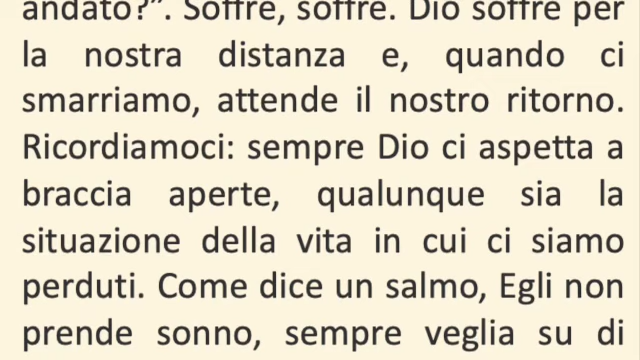 andato?”. Soffre, soffre. Dio soffre per
la nostra distanza e, quando ci
smarriamo, attende il nostro ritorno.
Ricordiamoci: sempre Dio ci aspetta a
braccia aperte, qualunque sia la
situazione della vita in cui ci siamo
perduti. Come dice un salmo, Egli non
prende sonno, sempre veglia su di